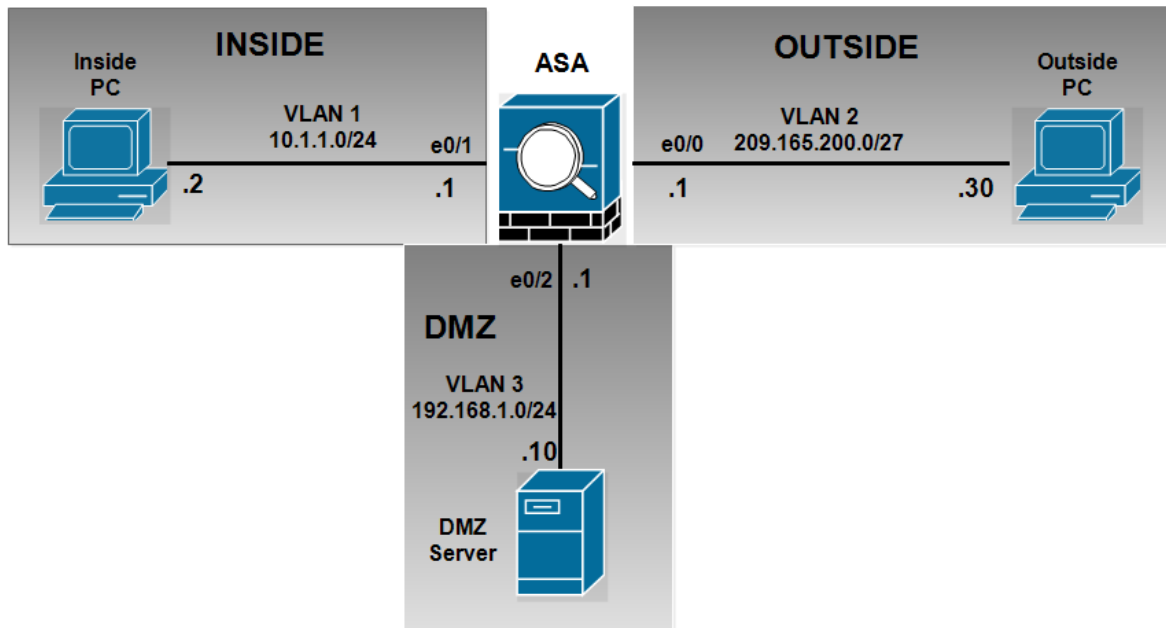 INSIDE
Inside
PC
VLAN 1
10.1.1.0/24
e0/1
.2
.1
ASA
OUTSIDE
Outside
PC
VLAN 2
209.165.200.0/27
e0/0
.1
.30
e0/2
.1
DMZ
VLAN 3
192.168.1.0/24
.10
DMZ
Server